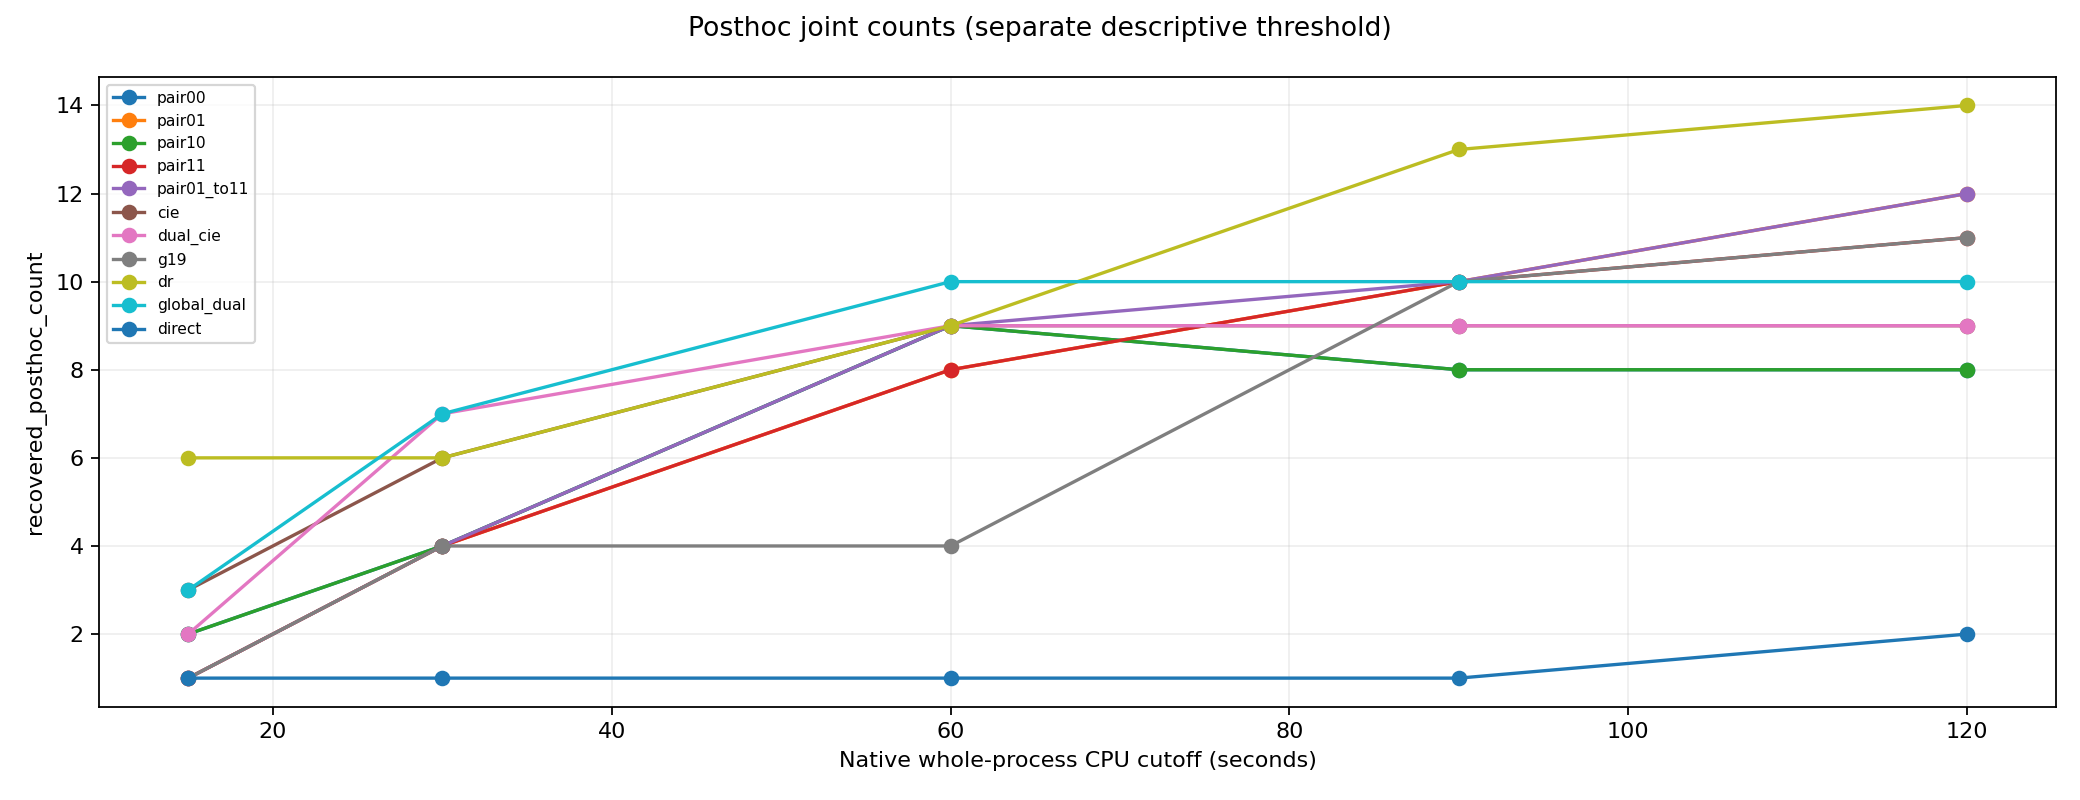 Posthoc joint counts (separate descriptive threshold)
recovered_posthoc_count
14
12
10
8
6
4
2
pair00
pair01
pair10
pair11
pair01_to11
cie
dual_cie
g19
dr
global_dual
direct
20
40
60
80
100
120
Native whole-process CPU cutoff (seconds)